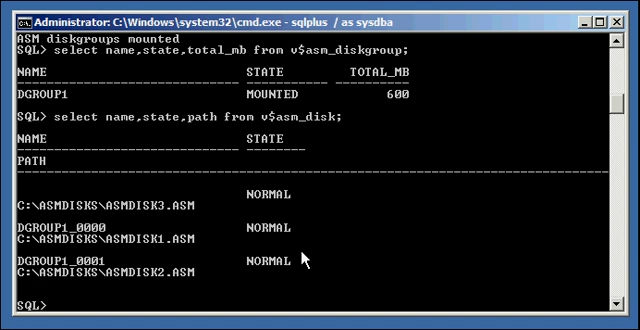 Administrator: C:\Windows\system32\cmd.exe - sqlplus / as sysdba
ASM diskgroups mounted
SQL> select name,state,total_mb from v$asm_diskgroup;
NAME STATE TOTAL_MB
------------------------------ ----------- ----------
DGROUP1 MOUNTED 600
SQL> select name,state,path from v$asm_disk;
NAME STATE
------------------------------ --------
PATH
--------------------------------------------------------------------------------
NORMAL
C:\ASMDISKS\ASMDISK3.ASM
DGROUP1_0000 NORMAL
C:\ASMDISKS\ASMDISK1.ASM
DGROUP1_0001 NORMAL
C:\ASMDISKS\ASMDISK2.ASM
SQL>